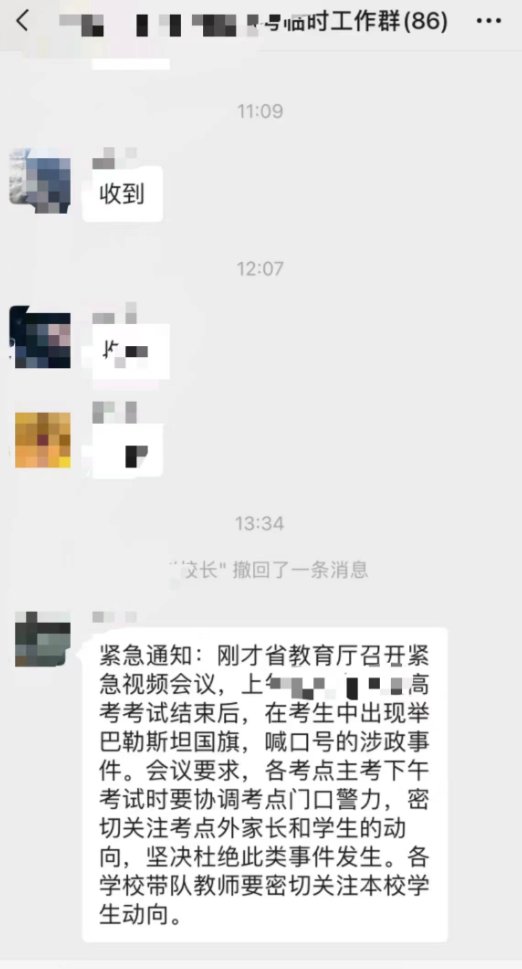 临时工作群(86)
11:09
收到
12:07
13:34
校长" 撤回了一条消息
紧急通知：刚才省教育厅召开紧
急视频会议，上午高
考考试结束后，在考生中出现举
巴勒斯坦国旗，喊口号的涉政事
件。会议要求，各考点主考下午
考试时要协调考点门口警力，密
切关注考点外家长和学生的动
向，坚决杜绝此类事件发生。各
学校带队教师要密切关注本校学
生动向。